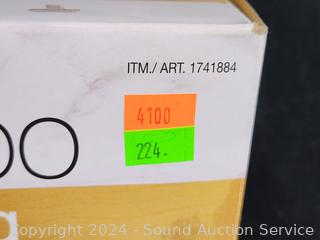 ITM./ ART. 1741884
4100
224.
00
Copyright 2024 - Sound Auction Service